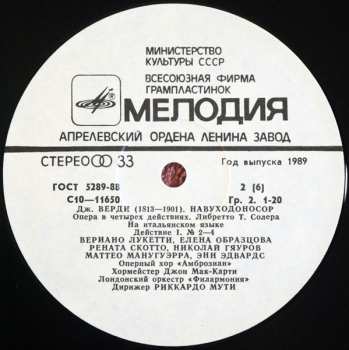 МИНИСТЕРСТВО
КУЛЬТУРЫ СССР
ВСЕСОЮЗНАЯ ФИРМА
ГРАМПЛАСТИНОК
МЕЛОДИЯ
АПРЕЛЕВСКИЙ ОРДЕНА ЛЕНИНА ЗАВОД
СТЕРЕО 33
Год выпуска 1989
ГОСТ 5289-88 2 (6)
С10—11650 Гр. 2. 1-20
Дж. ВЕРДИ (1813—1901), НАВУХОДОНОСОР
Опера в четырех действиях. Либретто Т. Солера
На итальянском языке
Действие I, № 2—4
ВЕРИАНО ЛУКЕТТИ, ЕЛЕНА ОБРАЗЦОВА
РЕНАТА СКОТТО, НИКОЛАЙ ГЯУРОВ
МАТТЕО МАНУГУЭРРА, ЭНН ЭДВАРДС
Оперный хор «Амброзиан»
Хормейстер Джон Мак-Карти
Лондонский оркестр «Филармония»
Дирижер РИККАРДО МУТИ